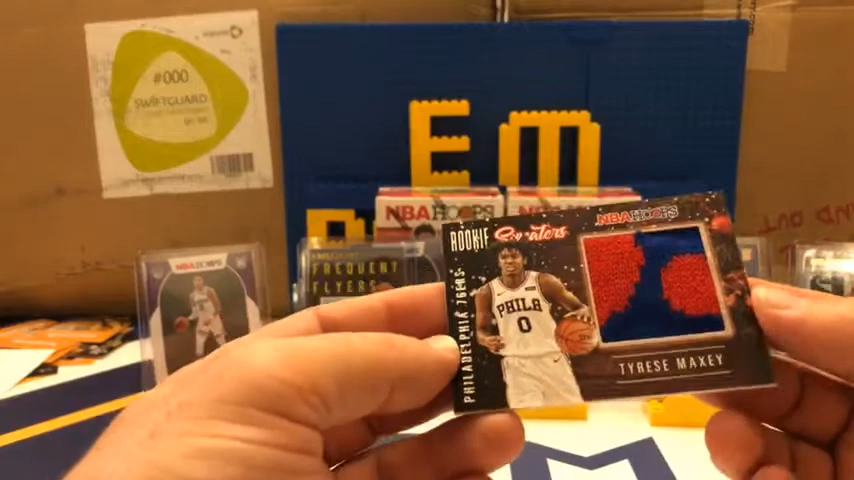 #000
SWIFTGUARD
Em
NBA HOOPS
NBA HOOPS
NBA HOOPS
FREQUENT
FLYERS
ROOKIE Sweaters
NBA HOOPS
PHILADELPHIA 76ERS
PHILA
0
TYRESE MAXEY